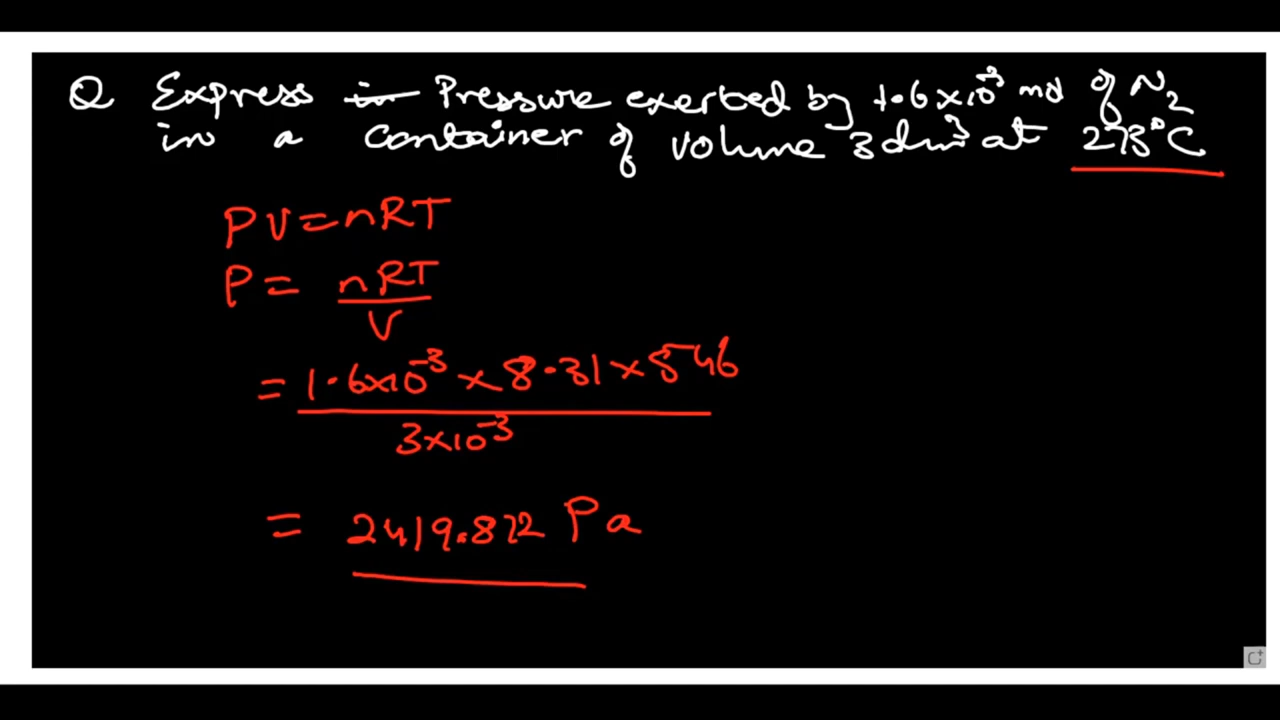 Q Express in Pressure exerted by 1.6×10⁻³ mol of N₂
in a container of volume 3dm³ at 273°C
PV=nRT
P= nRT
V
= 1.6×10⁻³ × 8.31 × 546
3×10⁻³
= 2419.872 Pa